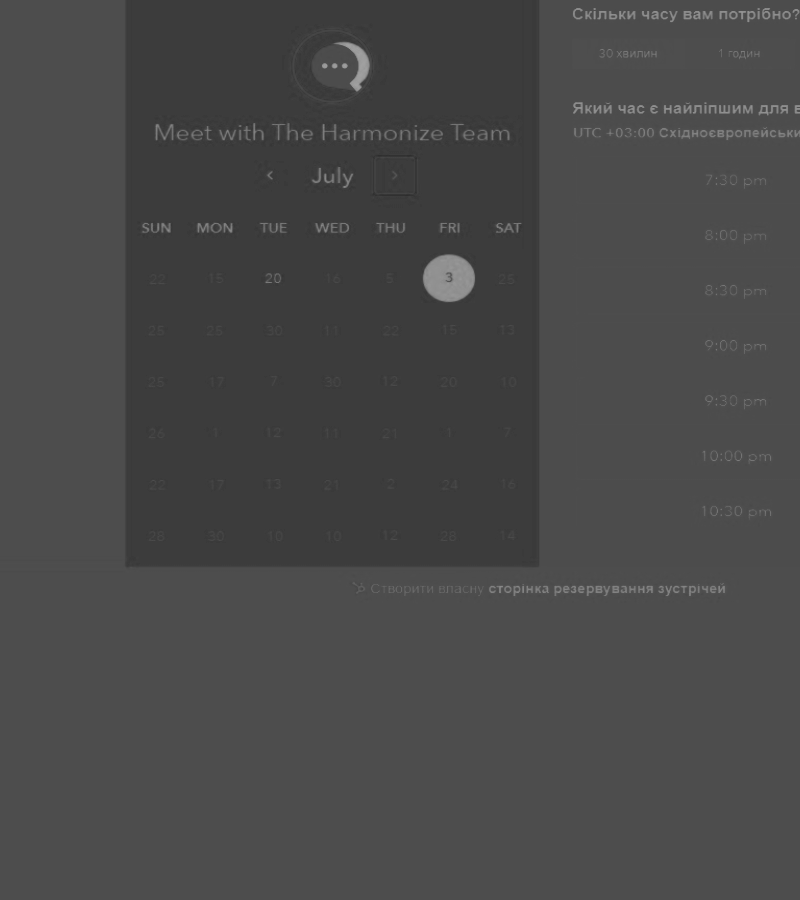 Meet with The Harmonize Team
‹ July ›
SUN MON TUE WED THU FRI SAT
22 15 20 16 5 3 25
25 25 30 11 22 15 13
25 17 7 30 12 20 10
26 1 12 11 21 1 7
22 17 13 21 2 24 16
28 30 10 10 12 28 14
Скільки часу вам потрібно?
30 хвилин 1 годин
Який час є найліпшим для
UTC +03:00 Східноєвропейськи
7:30 pm
8:00 pm
8:30 pm
9:00 pm
9:30 pm
10:00 pm
10:30 pm
Створити власну сторінка резервування зустрічей